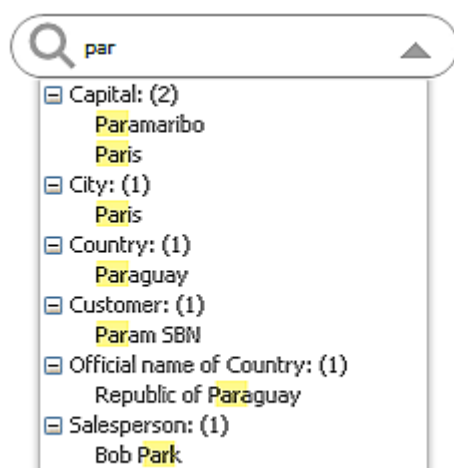 par
Capital: (2)
Paramaribo
Paris
City: (1)
Paris
Country: (1)
Paraguay
Customer: (1)
Param SBN
Official name of Country: (1)
Republic of Paraguay
Salesperson: (1)
Bob Park